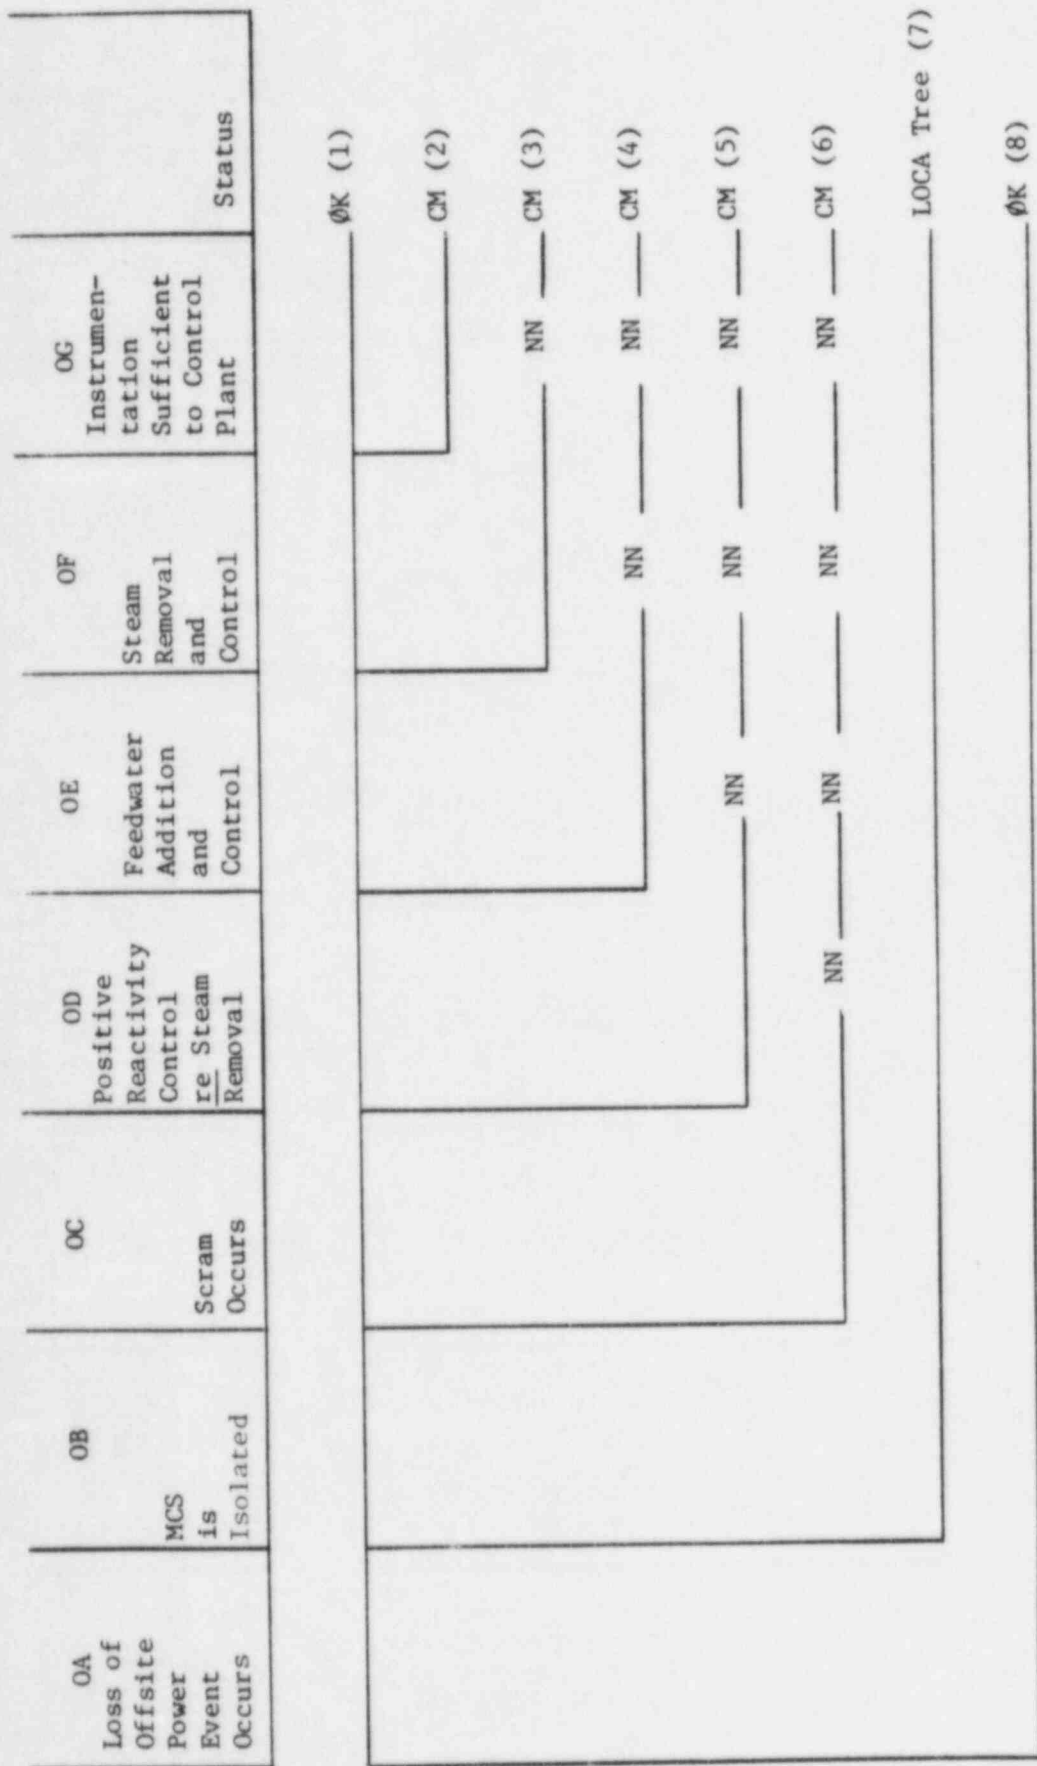 OA
Loss of
Offsite
Power
Event
Occurs
OB
MCS
is
Isolated
OC
Scram
Occurs
OD
Positive
Reactivity
Control
re Steam
Removal
OE
Feedwater
Addition
and
Control
OF
Steam
Removal
and
Control
OG
Instrumen-
tation
Sufficient
to Control
Plant
Status
ØK (1)
CM (2)
NN CM (3)
NN NN CM (4)
NN NN NN CM (5)
NN NN NN NN CM (6)
LOCA Tree (7)
ØK (8)